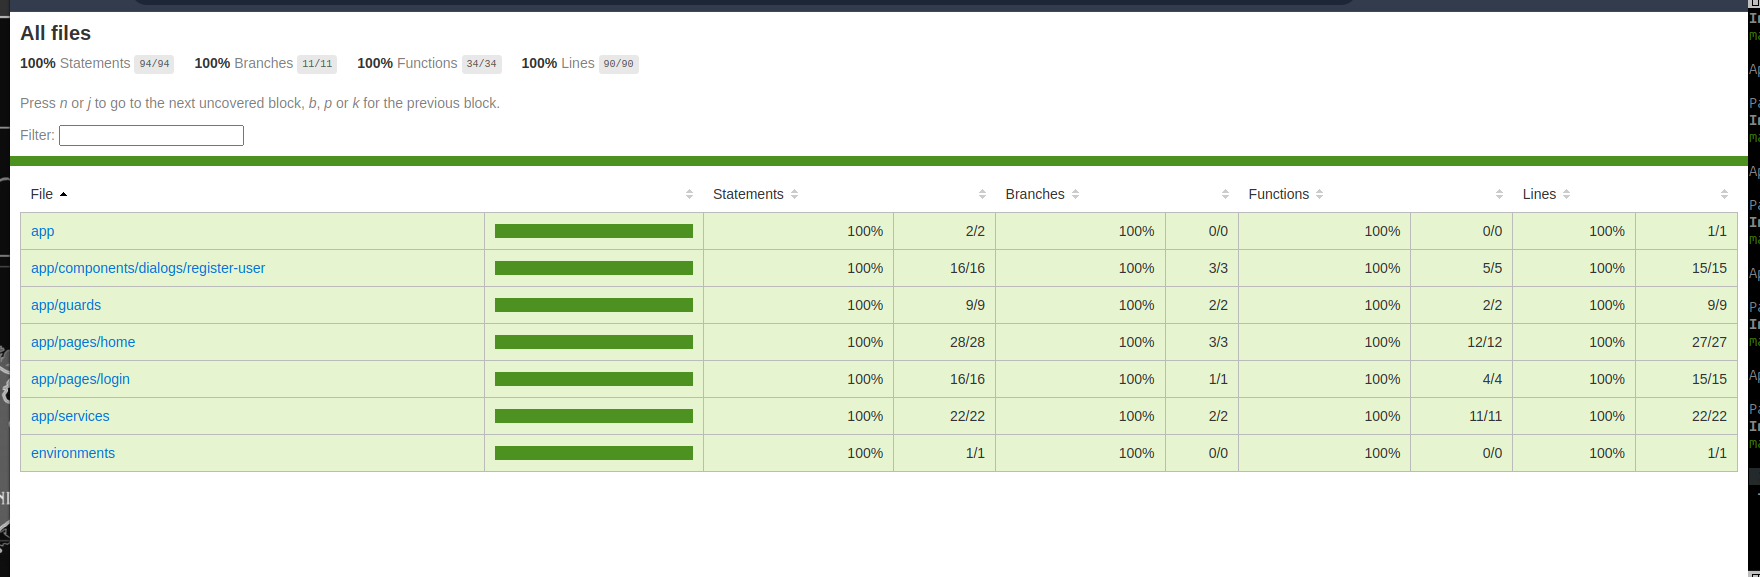 All files
100% Statements 94/94 100% Branches 11/11 100% Functions 34/34 100% Lines 90/90
Press n or j to go to the next uncovered block, b, p or k for the previous block.
Filter:
File Statements Branches Functions Lines
app 100% 2/2 100% 0/0 100% 0/0 100% 1/1
app/components/dialogs/register-user 100% 16/16 100% 3/3 100% 5/5 100% 15/15
app/guards 100% 9/9 100% 2/2 100% 2/2 100% 9/9
app/pages/home 100% 28/28 100% 3/3 100% 12/12 100% 27/27
app/pages/login 100% 16/16 100% 1/1 100% 4/4 100% 15/15
app/services 100% 22/22 100% 2/2 100% 11/11 100% 22/22
environments 100% 1/1 100% 0/0 100% 0/0 100% 1/1